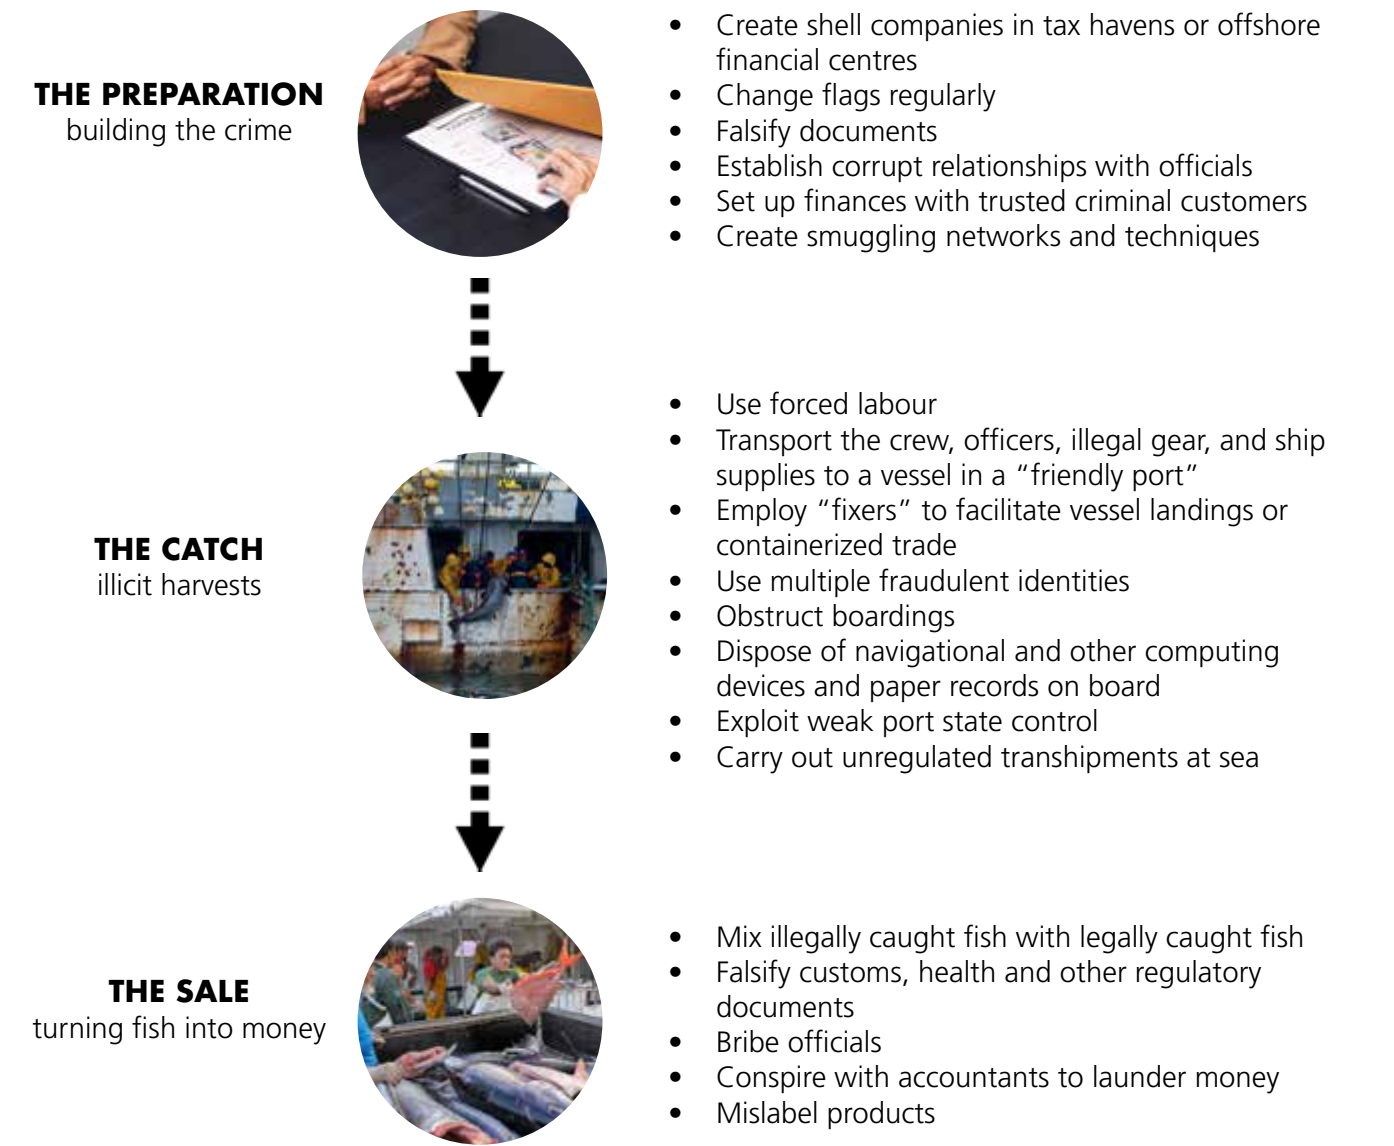 THE PREPARATION
building the crime
• Create shell companies in tax havens or offshore
financial centres
• Change flags regularly
• Falsify documents
• Establish corrupt relationships with officials
• Set up finances with trusted criminal customers
• Create smuggling networks and techniques
THE CATCH
illicit harvests
• Use forced labour
• Transport the crew, officers, illegal gear, and ship
supplies to a vessel in a “friendly port”
• Employ “fixers” to facilitate vessel landings or
containerized trade
• Use multiple fraudulent identities
• Obstruct boardings
• Dispose of navigational and other computing
devices and paper records on board
• Exploit weak port state control
• Carry out unregulated transhipments at sea
THE SALE
turning fish into money
• Mix illegally caught fish with legally caught fish
• Falsify customs, health and other regulatory
documents
• Bribe officials
• Conspire with accountants to launder money
• Mislabel products